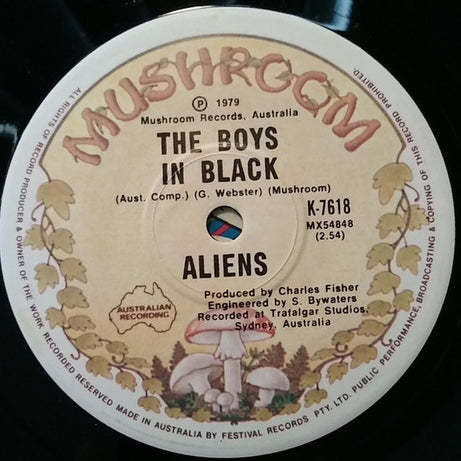 MUSHROOM
Ⓟ 1979
Mushroom Records, Australia
THE BOYS
IN BLACK
(Aust. Comp.) (G. Webster) (Mushroom)
K-7618
MX54848
(2.54)
ALIENS
Produced by Charles Fisher
Engineered by S. Bywaters
Recorded at Trafalgar Studios,
Sydney, Australia
AUSTRALIAN
RECORDING
ALL RIGHTS OF RECORD PRODUCER & OWNER OF THE WORK RECORDED RESERVED MADE IN AUSTRALIA BY FESTIVAL RECORDS PTY. LTD. PUBLIC PERFORMANCE, BROADCASTING & COPYING OF THIS RECORD PROHIBITED.